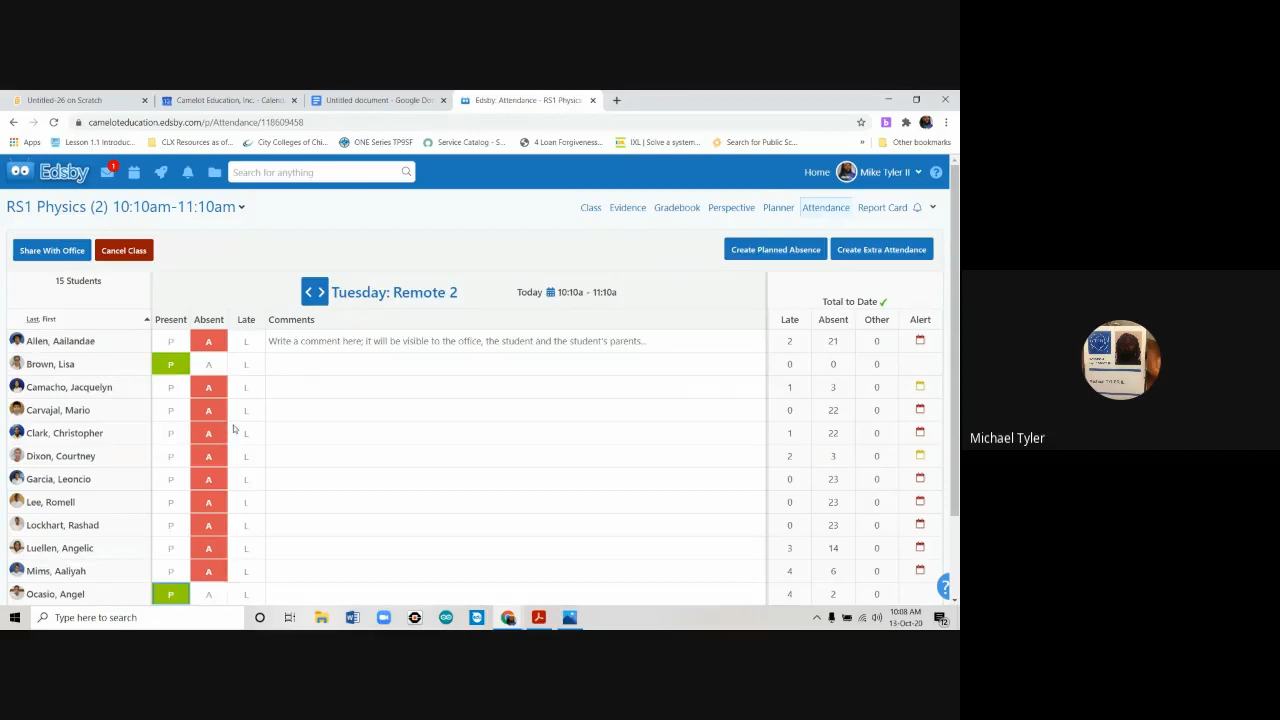 Untitled-26 on Scratch
Camelot Education, Inc. - Calend
Untitled document - Google Doc
Edsby: Attendance - RS1 Physics
cameloteducation.edsby.com/p/Attendance/118609458
Apps Lesson 1.1 Introduc... CLX Resources as of... City Colleges of Chi... ONE Series TP9SF Service Catalog - S... 4 Loan Forgiveness... IXL | Solve a system... Search for Public Sc... » Other bookmarks
Edsby 1 Search for anything Home Mike Tyler II ?
RS1 Physics (2) 10:10am-11:10am Class Evidence Gradebook Perspective Planner Attendance Report Card
Share With Office Cancel Class Create Planned Absence Create Extra Attendance
15 Students Tuesday: Remote 2 Today 10:10a - 11:10a Total to Date
Last, First Present Absent Late Comments Late Absent Other Alert
Allen, Aailandae P A L Write a comment here; it will be visible to the office, the student and the student's parents... 2 21 0
Brown, Lisa P A L 0 0 0
Camacho, Jacquelyn P A L 1 3 0
Carvajal, Mario P A L 0 22 0
Clark, Christopher P A L 1 22 0
Dixon, Courtney P A L 2 3 0
Garcia, Leoncio P A L 0 23 0
Lee, Romell P A L 0 23 0
Lockhart, Rashad P A L 0 23 0
Luellen, Angelic P A L 3 14 0
Mims, Aaliyah P A L 4 6 0
Ocasio, Angel P A L 4 2 0
?
Type here to search
10:08 AM
13-Oct-20
12
Michael Tyler